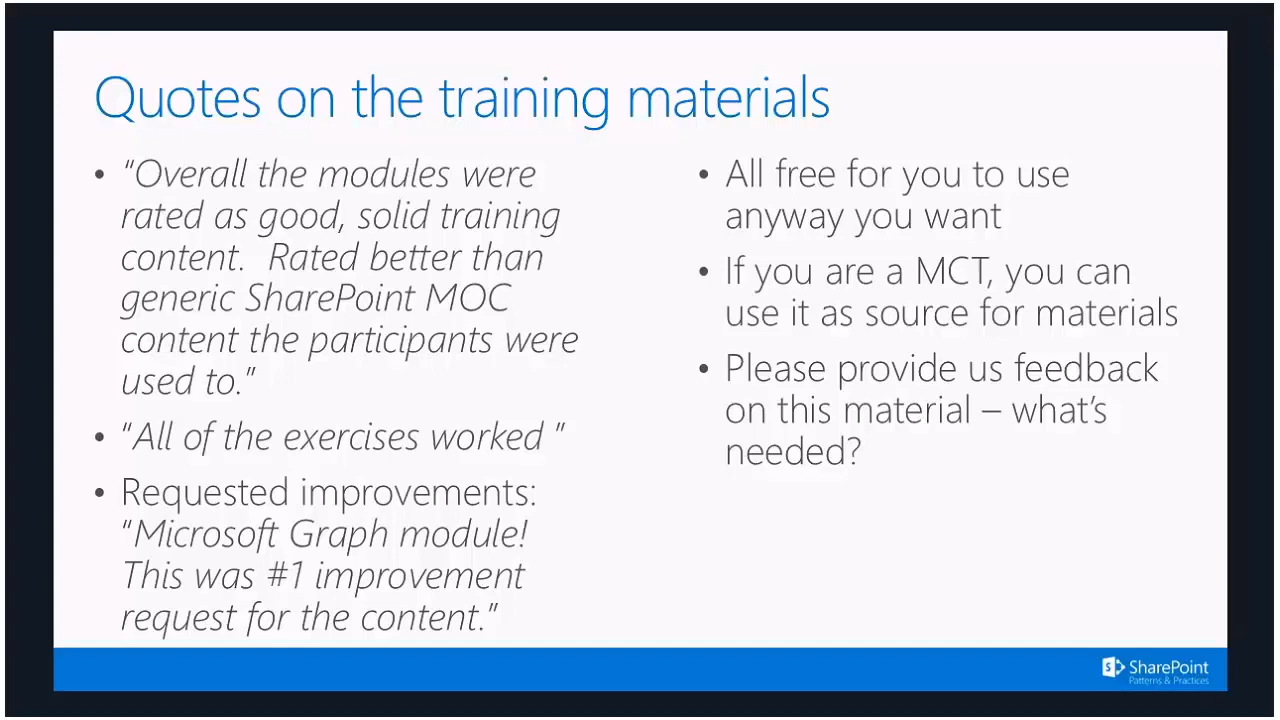 Quotes on the training materials
• “Overall the modules were
rated as good, solid training
content.  Rated better than
generic SharePoint MOC
content the participants were
used to.”
• “All of the exercises worked ”
• Requested improvements:
“Microsoft Graph module!
This was #1 improvement
request for the content.”
• All free for you to use
anyway you want
• If you are a MCT, you can
use it as source for materials
• Please provide us feedback
on this material – what’s
needed?
S
SharePoint
Patterns & Practices